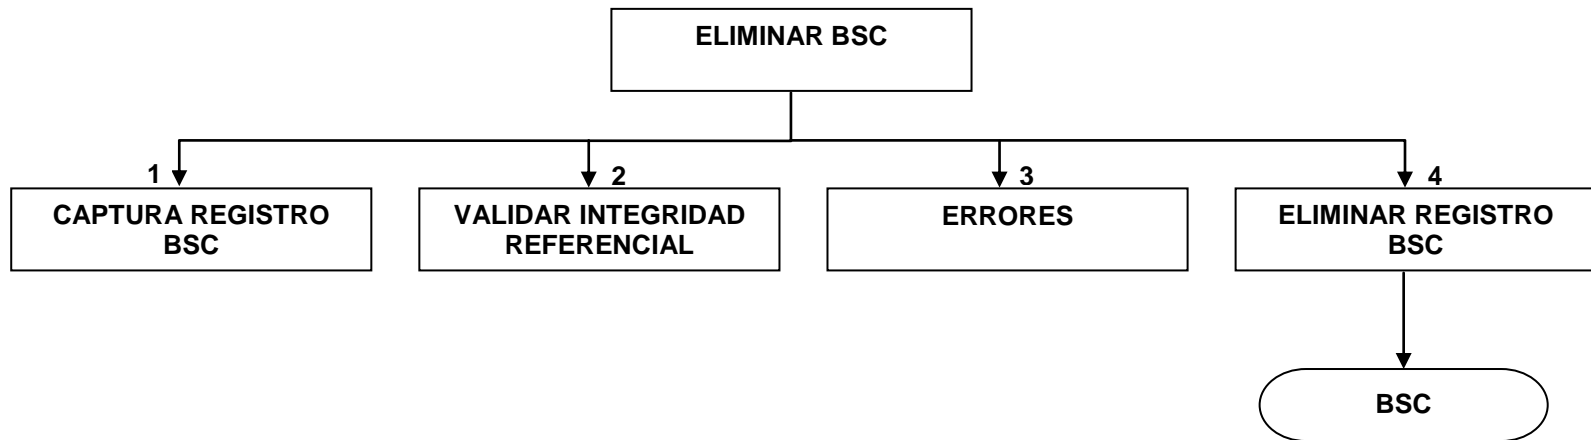 ELIMINAR BSC
1
2
3
4
CAPTURA REGISTRO
BSC
VALIDAR INTEGRIDAD
REFERENCIAL
ERRORES
ELIMINAR REGISTRO
BSC
BSC